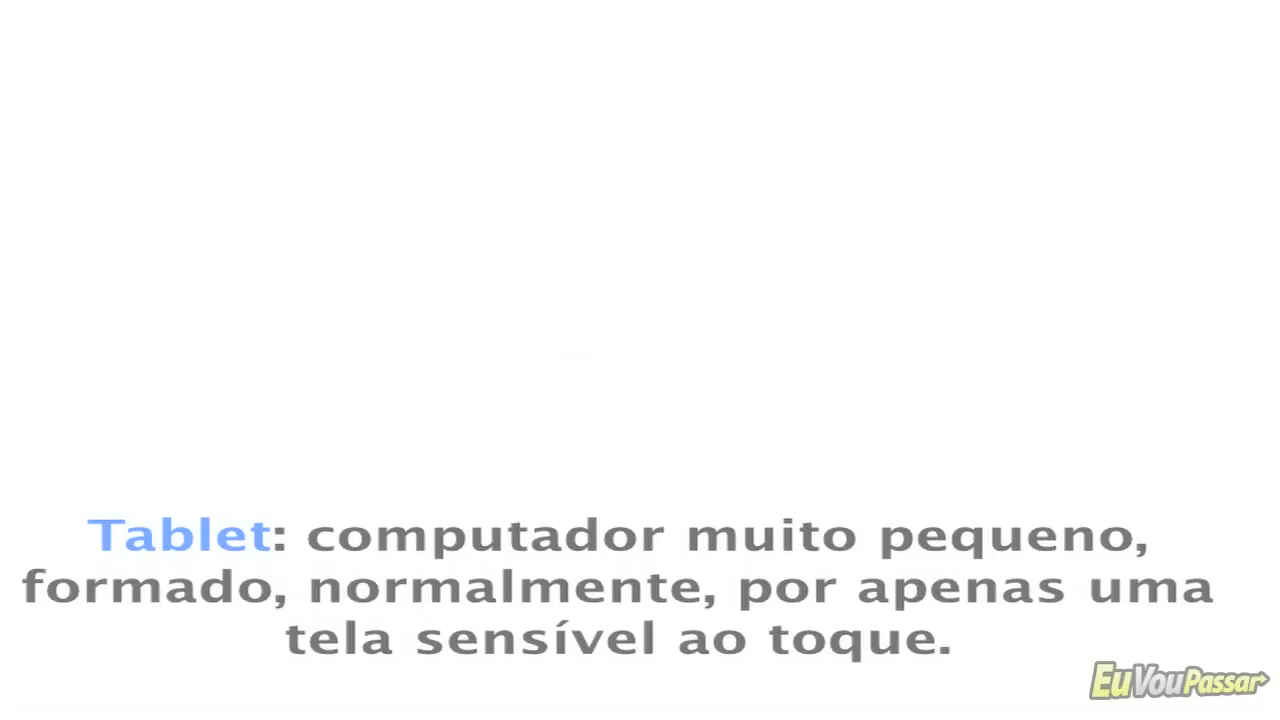 Tablet: computador muito pequeno,
formado, normalmente, por apenas uma
tela sensível ao toque.
EuVouPassar